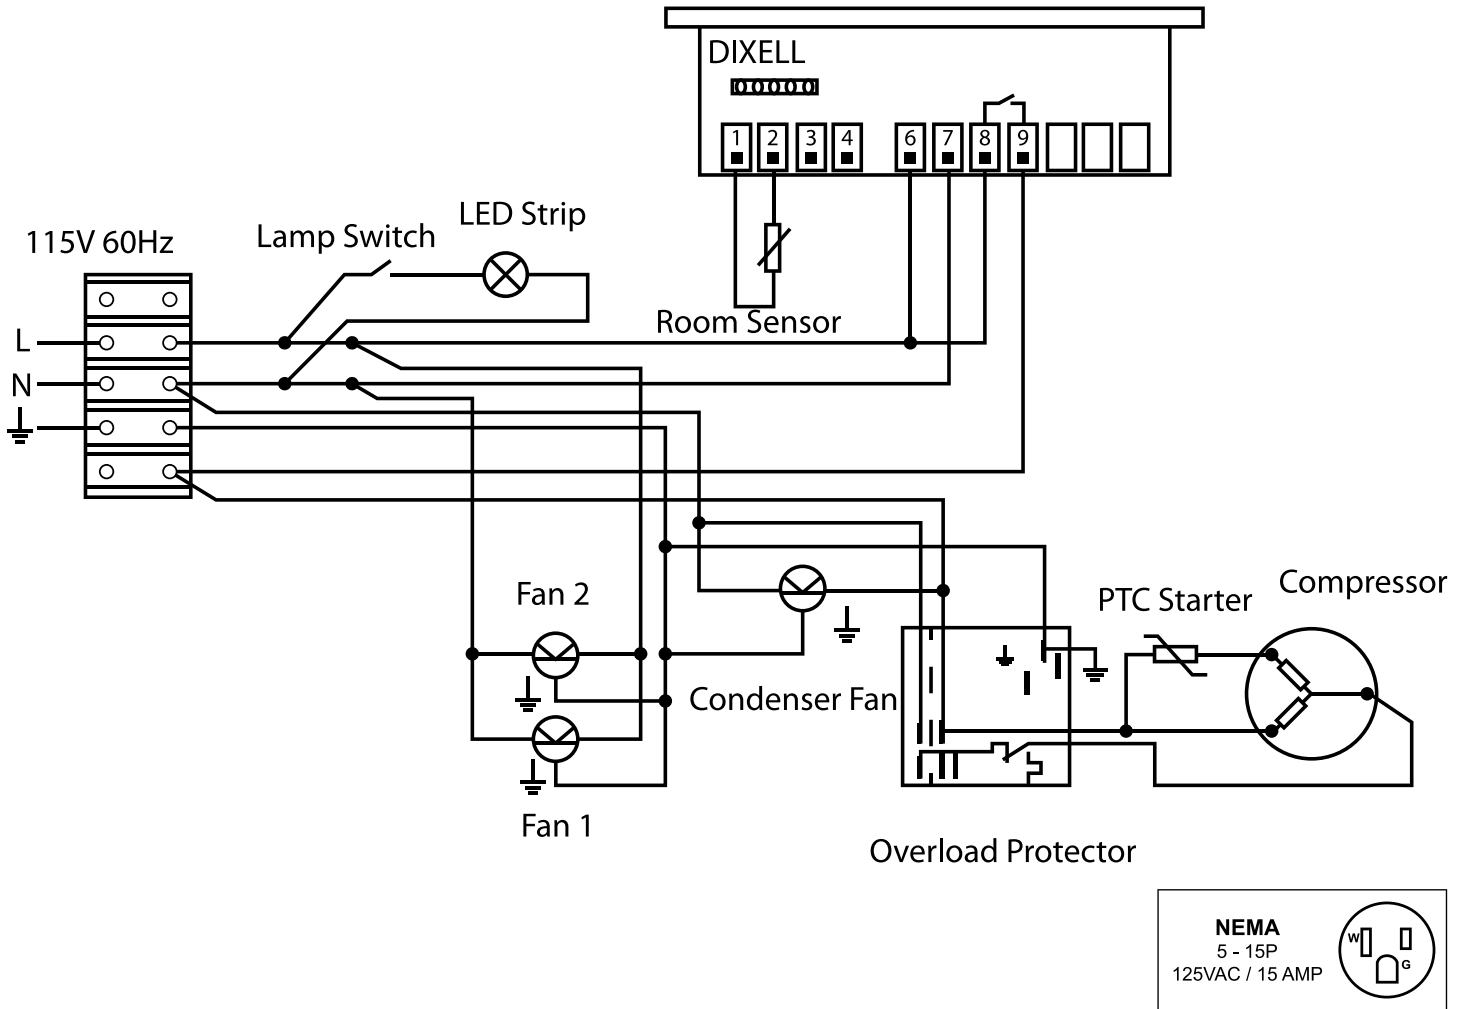 DIXELL
1 2 3 4 6 7 8 9
LED Strip
Lamp Switch
115V 60Hz
Room Sensor
L
N
Fan 2
Compressor
PTC Starter
Condenser Fan
Fan 1
Overload Protector
NEMA
5 - 15P
125VAC / 15 AMP
W
G